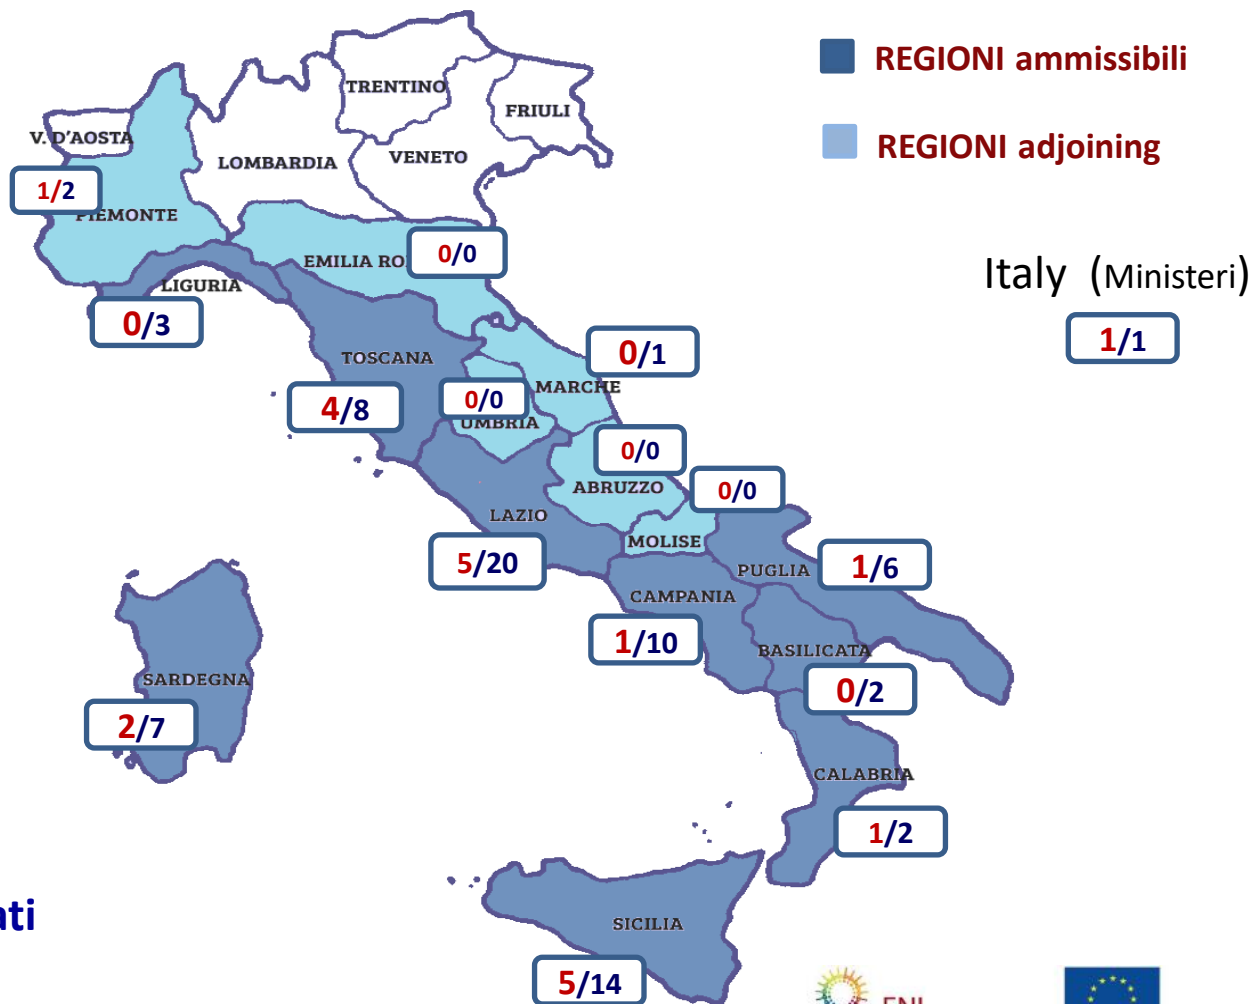 REGIONI ammissibili
TRENTINO
FRIULI
V. D'AOSTA
VENETO
LOMBARDIA
REGIONI adjoining
1/2
PIEMONTE
EMILIA RO
0/0
Italy (Ministeri)
LIGURIA
0/3
1/1
TOSCANA
0/1
MARCHE
4/8
0/0
UMBRIA
0/0
ABRUZZO
0/0
LAZIO
MOLISE
5/20
PUGLIA
1/6
CAMPANIA
1/10
BASILICATA
SARDEGNA
0/2
2/7
CALABRIA
1/2
ati
SICILIA
5/14
ENI